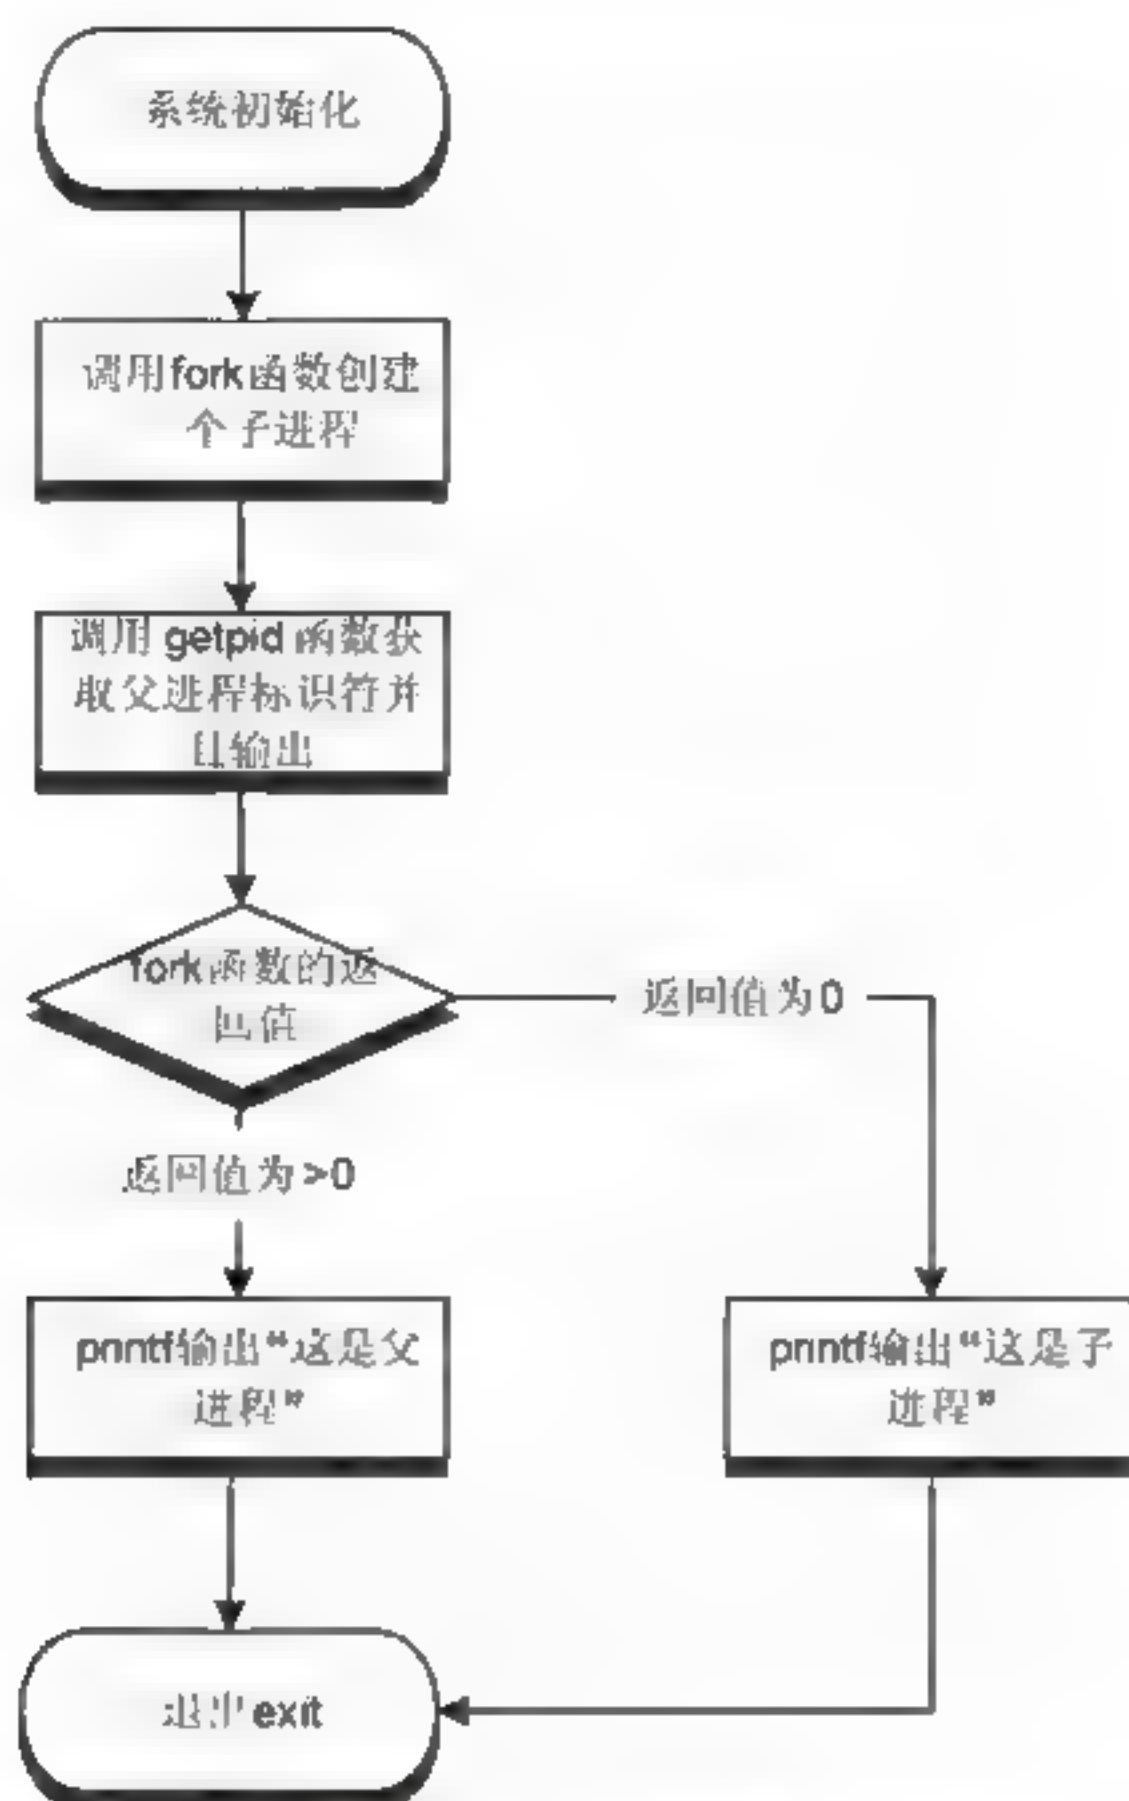 系统初始化
调用fork函数创建
个子进程
调用 getpid 函数获
取父进程标识符并
且输出
fork函数的返
回值
返回值为0
返回值为>0
printf输出“这是父
进程”
printf输出“这是子
进程”
退出exit